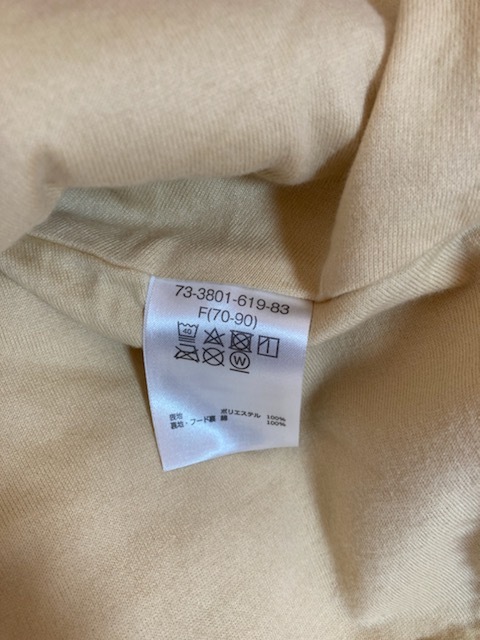 73-3801-619-83
F(70-90)
40
W
表地 ポリエステル 100%
裏地・フード裏 綿 100%